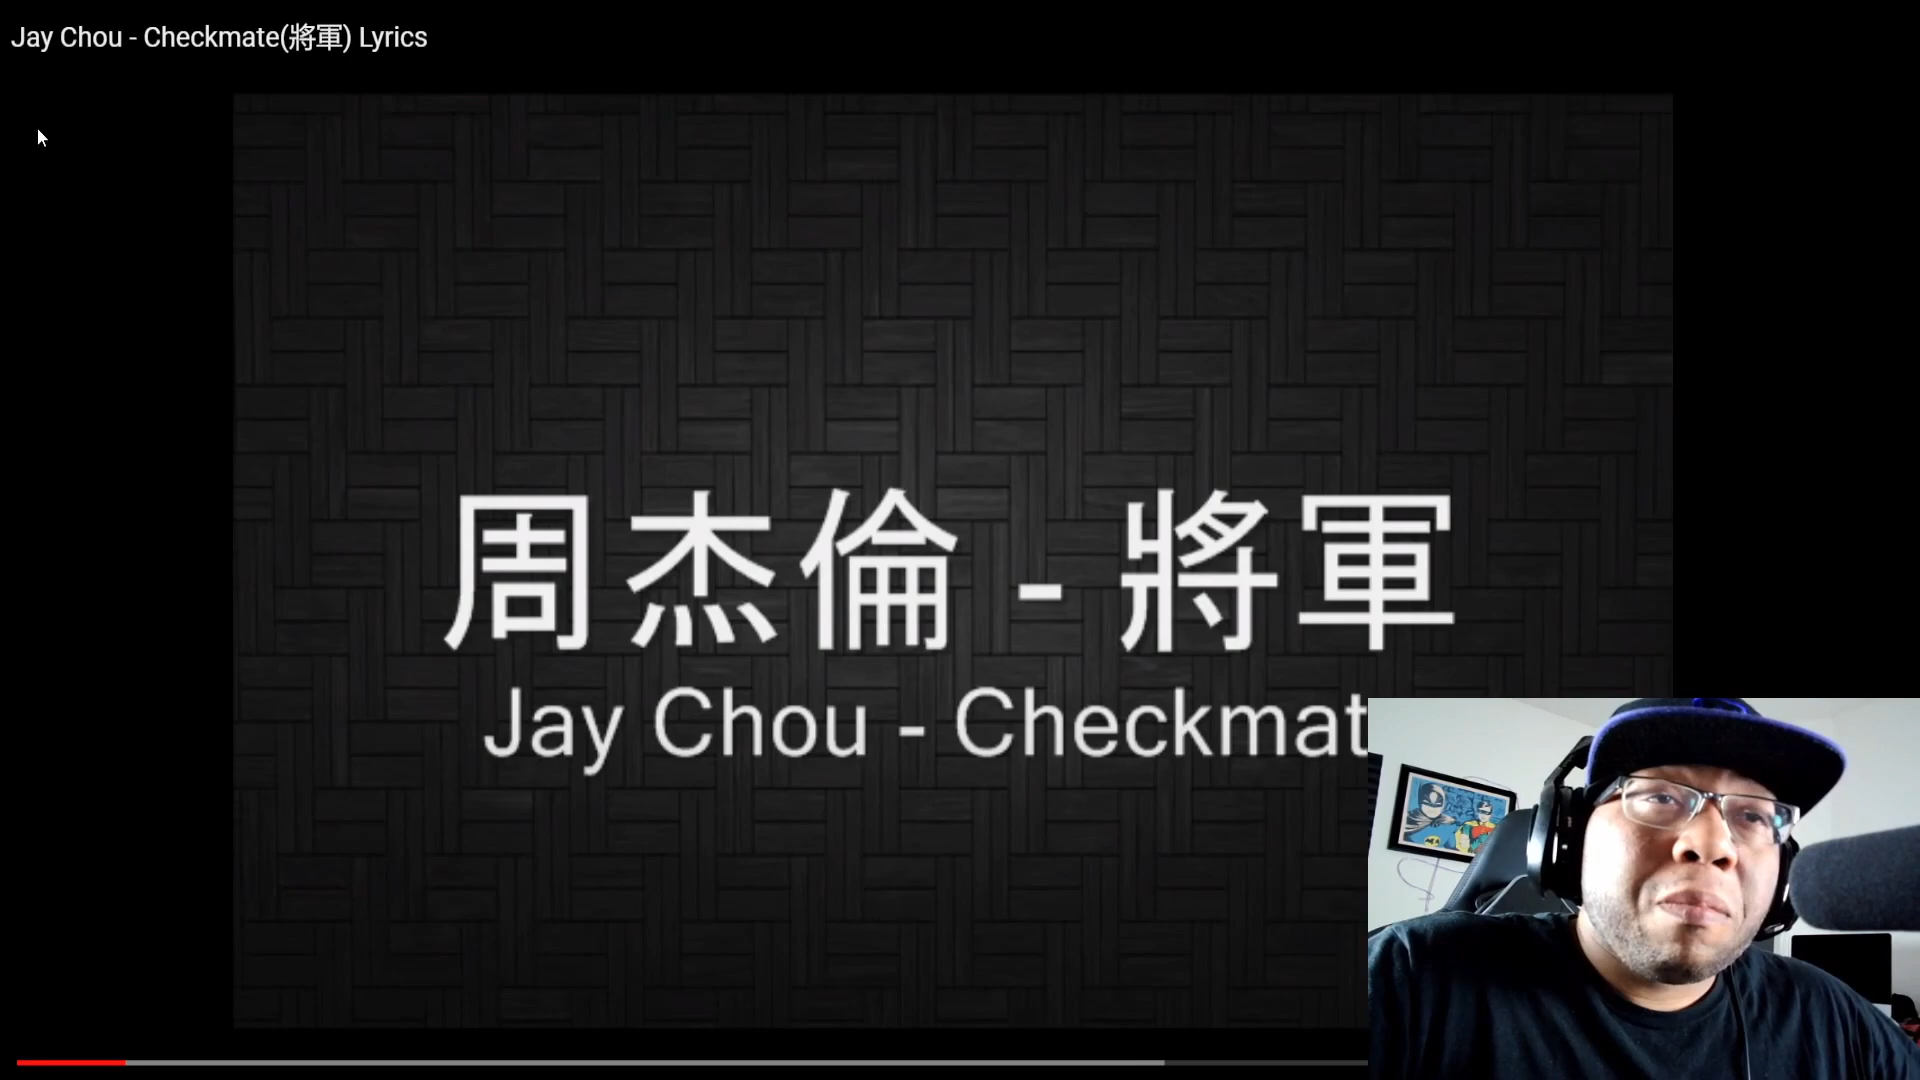 Jay Chou - Checkmate(將軍) Lyrics
周杰倫 - 將軍
Jay Chou - Checkmat